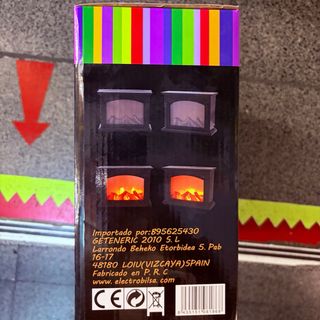 Importado por:B95625430
GETENERIC 2010 S.L
Larrondo Beheko Etorbidea 5. Pab
16-17
48180 LOIU(VIZCAYA)SPAIN
Fabricado en P.R.C
www.electrobilsa.com
CE